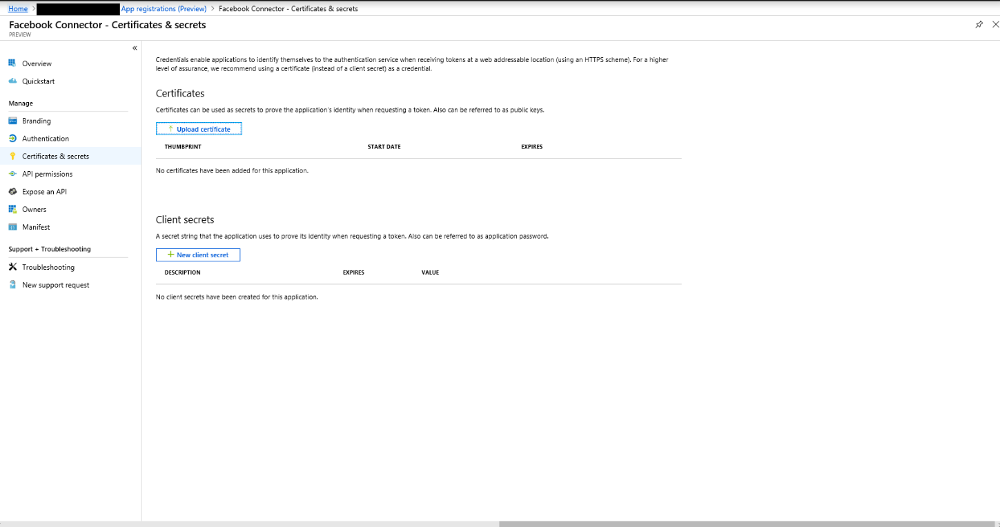 Home > App registrations (Preview) > Facebook Connector - Certificates & secrets
Facebook Connector - Certificates & secrets
PREVIEW
«
Overview
Quickstart
Manage
Branding
Authentication
Certificates & secrets
API permissions
Expose an API
Owners
Manifest
Support + Troubleshooting
Troubleshooting
New support request
Credentials enable applications to identify themselves to the authentication service when receiving tokens at a web addressable location (using an HTTPS scheme). For a higher
level of assurance, we recommend using a certificate (instead of a client secret) as a credential.
Certificates
Certificates can be used as secrets to prove the application's identity when requesting a token. Also can be referred to as public keys.
Upload certificate
THUMBPRINT START DATE EXPIRES
No certificates have been added for this application.
Client secrets
A secret string that the application uses to prove its identity when requesting a token. Also can be referred to as application password.
New client secret
DESCRIPTION EXPIRES VALUE
No client secrets have been created for this application.